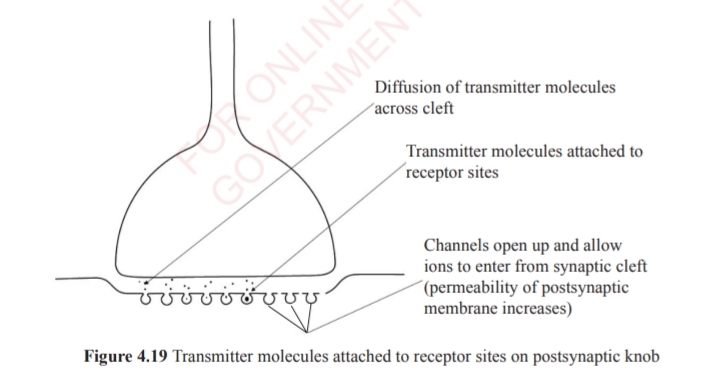 FOR ONLINE
GOVERNMENT
Diffusion of transmitter molecules
across cleft
Transmitter molecules attached to
receptor sites
Channels open up and allow
ions to enter from synaptic cleft
(permeability of postsynaptic
membrane increases)
Figure 4.19 Transmitter molecules attached to receptor sites on postsynaptic knob